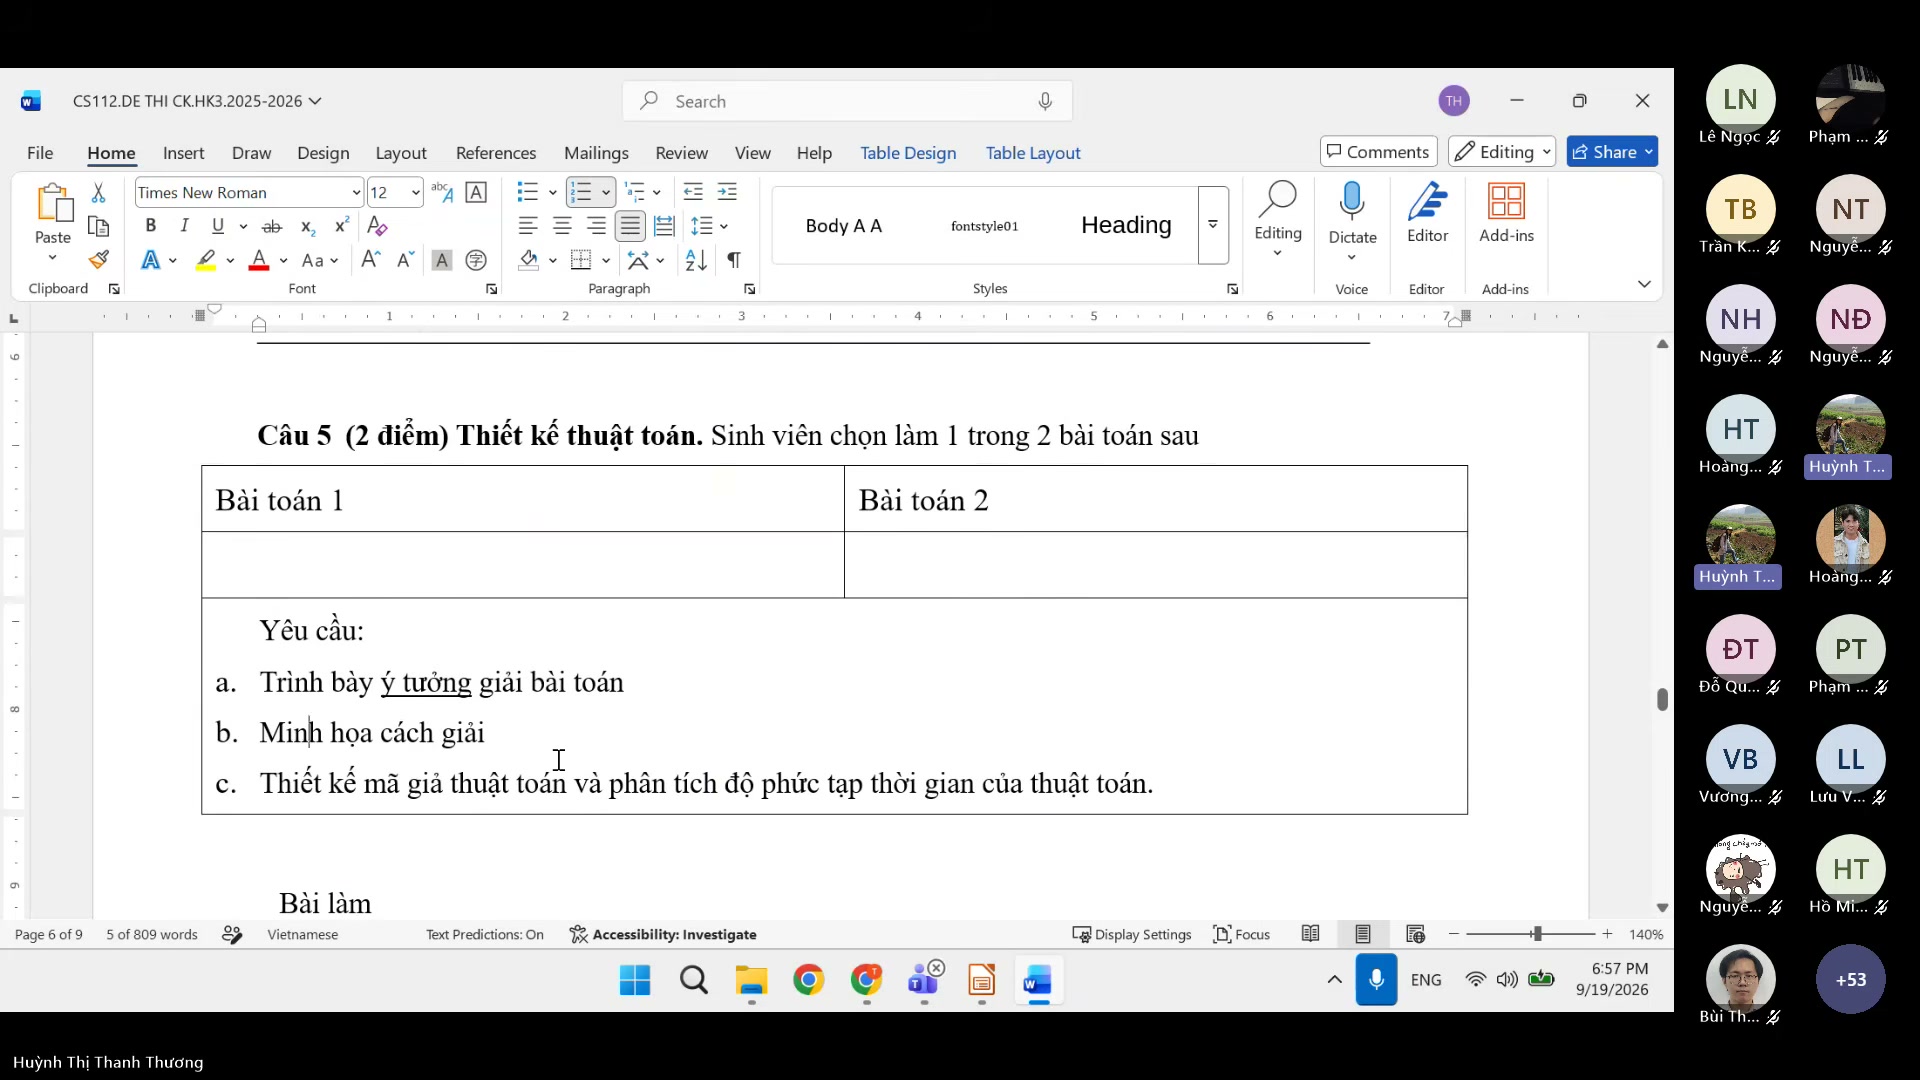 CS112.DE THI CK.HK3.2025-2026
Search
TH
File Home Insert Draw Design Layout References Mailings Review View Help Table Design Table Layout
Comments Editing Share
Paste
Times New Roman 12
Body A A
fontstyle01
Heading
Editing
Dictate
Editor
Add-ins
Clipboard Font Paragraph Styles Voice Editor Add-ins
1 2 3 4 5 6 7
Câu 5 (2 điểm) Thiết kế thuật toán. Sinh viên chọn làm 1 trong 2 bài toán sau
Bài toán 1 Bài toán 2
Yêu cầu:
a. Trình bày ý tưởng giải bài toán
b. Minh họa cách giải
c. Thiết kế mã giả thuật toán và phân tích độ phức tạp thời gian của thuật toán.
Bài làm
Page 6 of 9 5 of 809 words Vietnamese Text Predictions: On Accessibility: Investigate Display Settings Focus 140%
ENG
6:57 PM
9/19/2026
Huỳnh Thị Thanh Thương
LN
Lê Ngọc Phạm ...
TB NT
Trần K... Nguyễ...
NH NĐ
Nguyễ... Nguyễ...
HT
Hoàng... Huỳnh T...
Huỳnh T... Hoàng...
ĐT PT
Đỗ Qu... Phạm ...
VB LL
Vương... Lưu V...
HT
Nguyễ... Hồ Mi...
+53
Bùi Th...